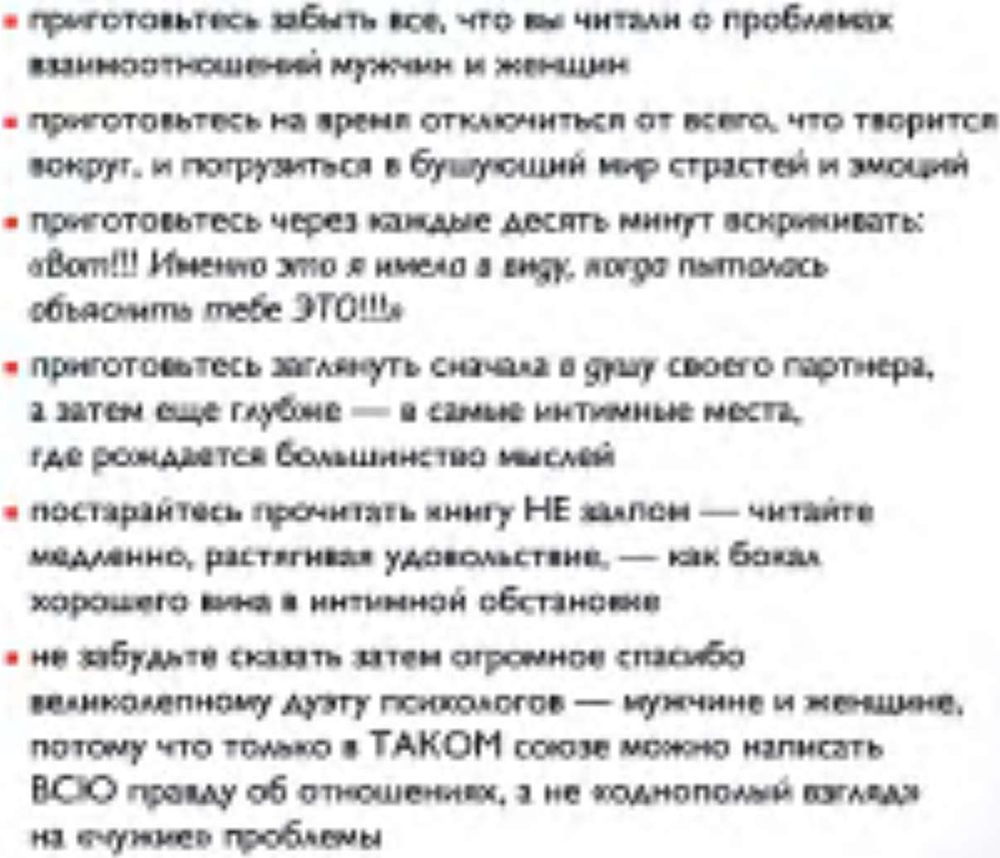 ▪ приготовьтесь забыть все, что вы читали о проблемах
взаимоотношений мужчин и женщин
▪ приготовьтесь на время отключиться от всего, что творится
вокруг, и погрузиться в бушующий мир страстей и эмоций
▪ приготовьтесь через каждые десять минут вскрикивать:
«Вот!!! Именно это я имела в виду, когда пыталась
объяснить тебе ЭТО!!!»
▪ приготовьтесь заглянуть сначала в душу своего партнера,
а затем еще глубже — в самые интимные места,
где рождается большинство мыслей
▪ постарайтесь прочитать книгу НЕ залпом — читайте
медленно, растягивая удовольствие, — как бокал
хорошего вина в интимной обстановке
▪ не забудьте сказать затем огромное спасибо
великолепному дуэту психологов — мужчине и женщине,
потому что только в ТАКОМ союзе можно написать
ВСЮ правду об отношениях, а не «однополый взгляд»
на «чужие» проблемы